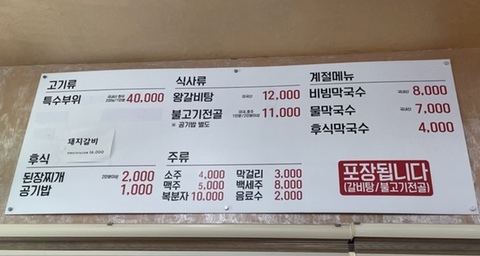 고기류
특수부위 40,000
돼지갈비
16,000
후식
된장찌개 2,000
공기밥 1,000
식사류
왕갈비탕 12,000
불고기전골 11,000
※ 공기밥 별도
주류
소주 4,000 막걸리 3,000
맥주 5,000 백세주 8,000
복분자 10,000 음료수 2,000
계절메뉴
비빔막국수 8,000
물막국수 7,000
후식막국수 4,000
포장됩니다
(갈비탕/불고기전골)